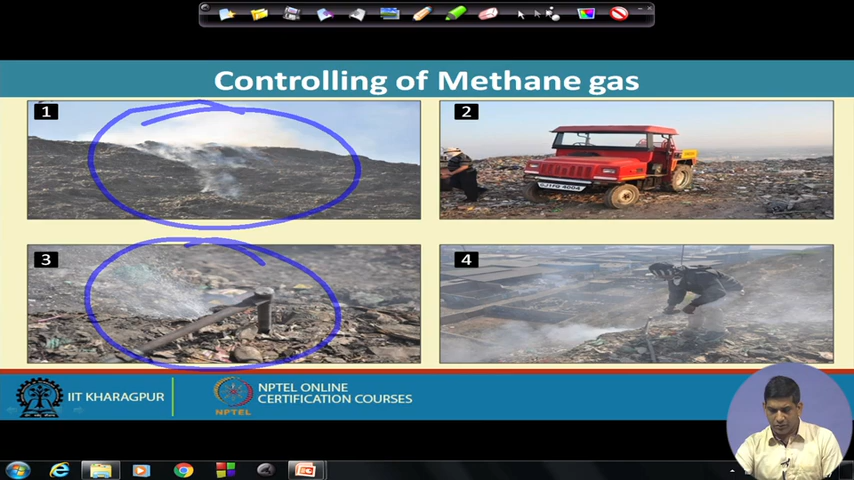 Controlling of Methane gas
1
2
3
4
IIT KHARAGPUR
NPTEL ONLINE
CERTIFICATION COURSES
NPTEL